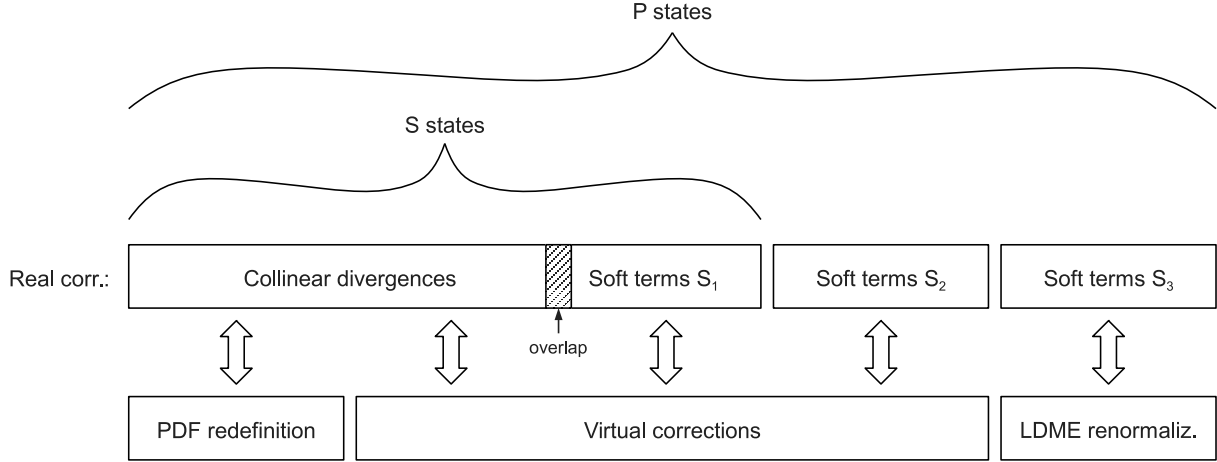 P states
S states
Real corr.: Collinear divergences Soft terms S₁ Soft terms S₂ Soft terms S₃
overlap
PDF redefinition Virtual corrections LDME renormaliz.